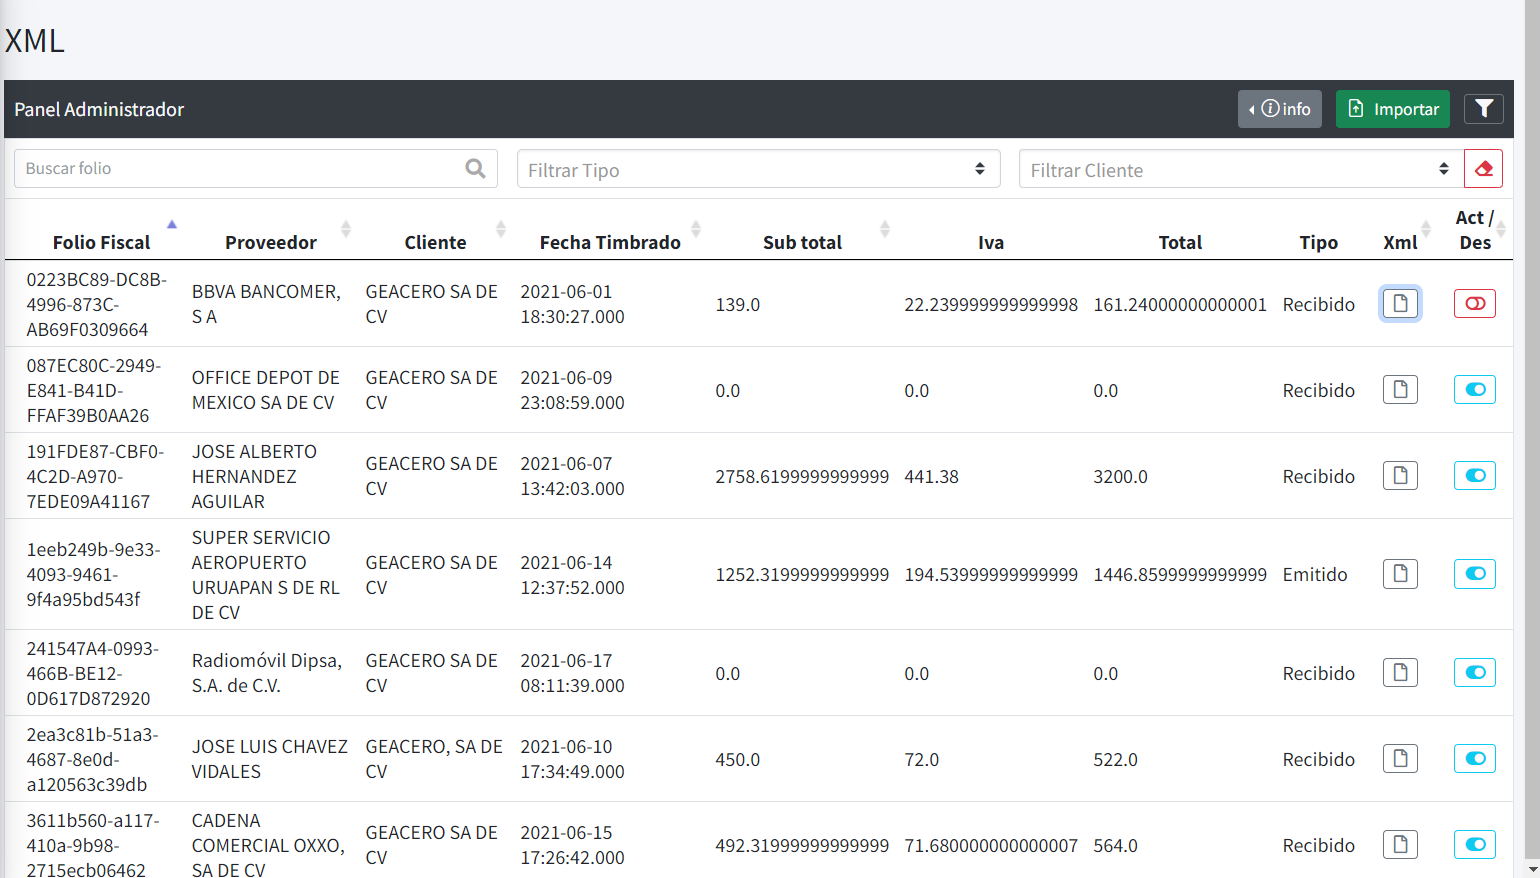 XML
Panel Administrador
info
Importar
Buscar folio
Filtrar Tipo
Filtrar Cliente
Folio Fiscal
Proveedor
Cliente
Fecha Timbrado
Sub total
Iva
Total
Tipo
Xml
Act /
Des
0223BC89-DC8B-
4996-873C-
AB69F0309664
BBVA BANCOMER,
S A
GEACERO SA DE
CV
2021-06-01
18:30:27.000
139.0
22.239999999999998
161.24000000000001
Recibido
087EC80C-2949-
E841-B41D-
FFAF39B0AA26
OFFICE DEPOT DE
MEXICO SA DE CV
GEACERO SA DE
CV
2021-06-09
23:08:59.000
0.0
0.0
0.0
Recibido
191FDE87-CBF0-
4C2D-A970-
7EDE09A41167
JOSE ALBERTO
HERNANDEZ
AGUILAR
GEACERO SA DE
CV
2021-06-07
13:42:03.000
2758.6199999999999
441.38
3200.0
Recibido
1eeb249b-9e33-
4093-9461-
9f4a95bd543f
SUPER SERVICIO
AEROPUERTO
URUAPAN S DE RL
DE CV
GEACERO SA DE
CV
2021-06-14
12:37:52.000
1252.3199999999999
194.53999999999999
1446.8599999999999
Emitido
241547A4-0993-
466B-BE12-
0D617D872920
Radiomóvil Dipsa,
S.A. de C.V.
GEACERO SA DE
CV
2021-06-17
08:11:39.000
0.0
0.0
0.0
Recibido
2ea3c81b-51a3-
4687-8e0d-
a120563c39db
JOSE LUIS CHAVEZ
VIDALES
GEACERO, SA DE
CV
2021-06-10
17:34:49.000
450.0
72.0
522.0
Recibido
3611b560-a117-
410a-9b98-
2715ecb06462
CADENA
COMERCIAL OXXO,
SA DE CV
GEACERO SA DE
CV
2021-06-15
17:26:42.000
492.31999999999999
71.680000000000007
564.0
Recibido